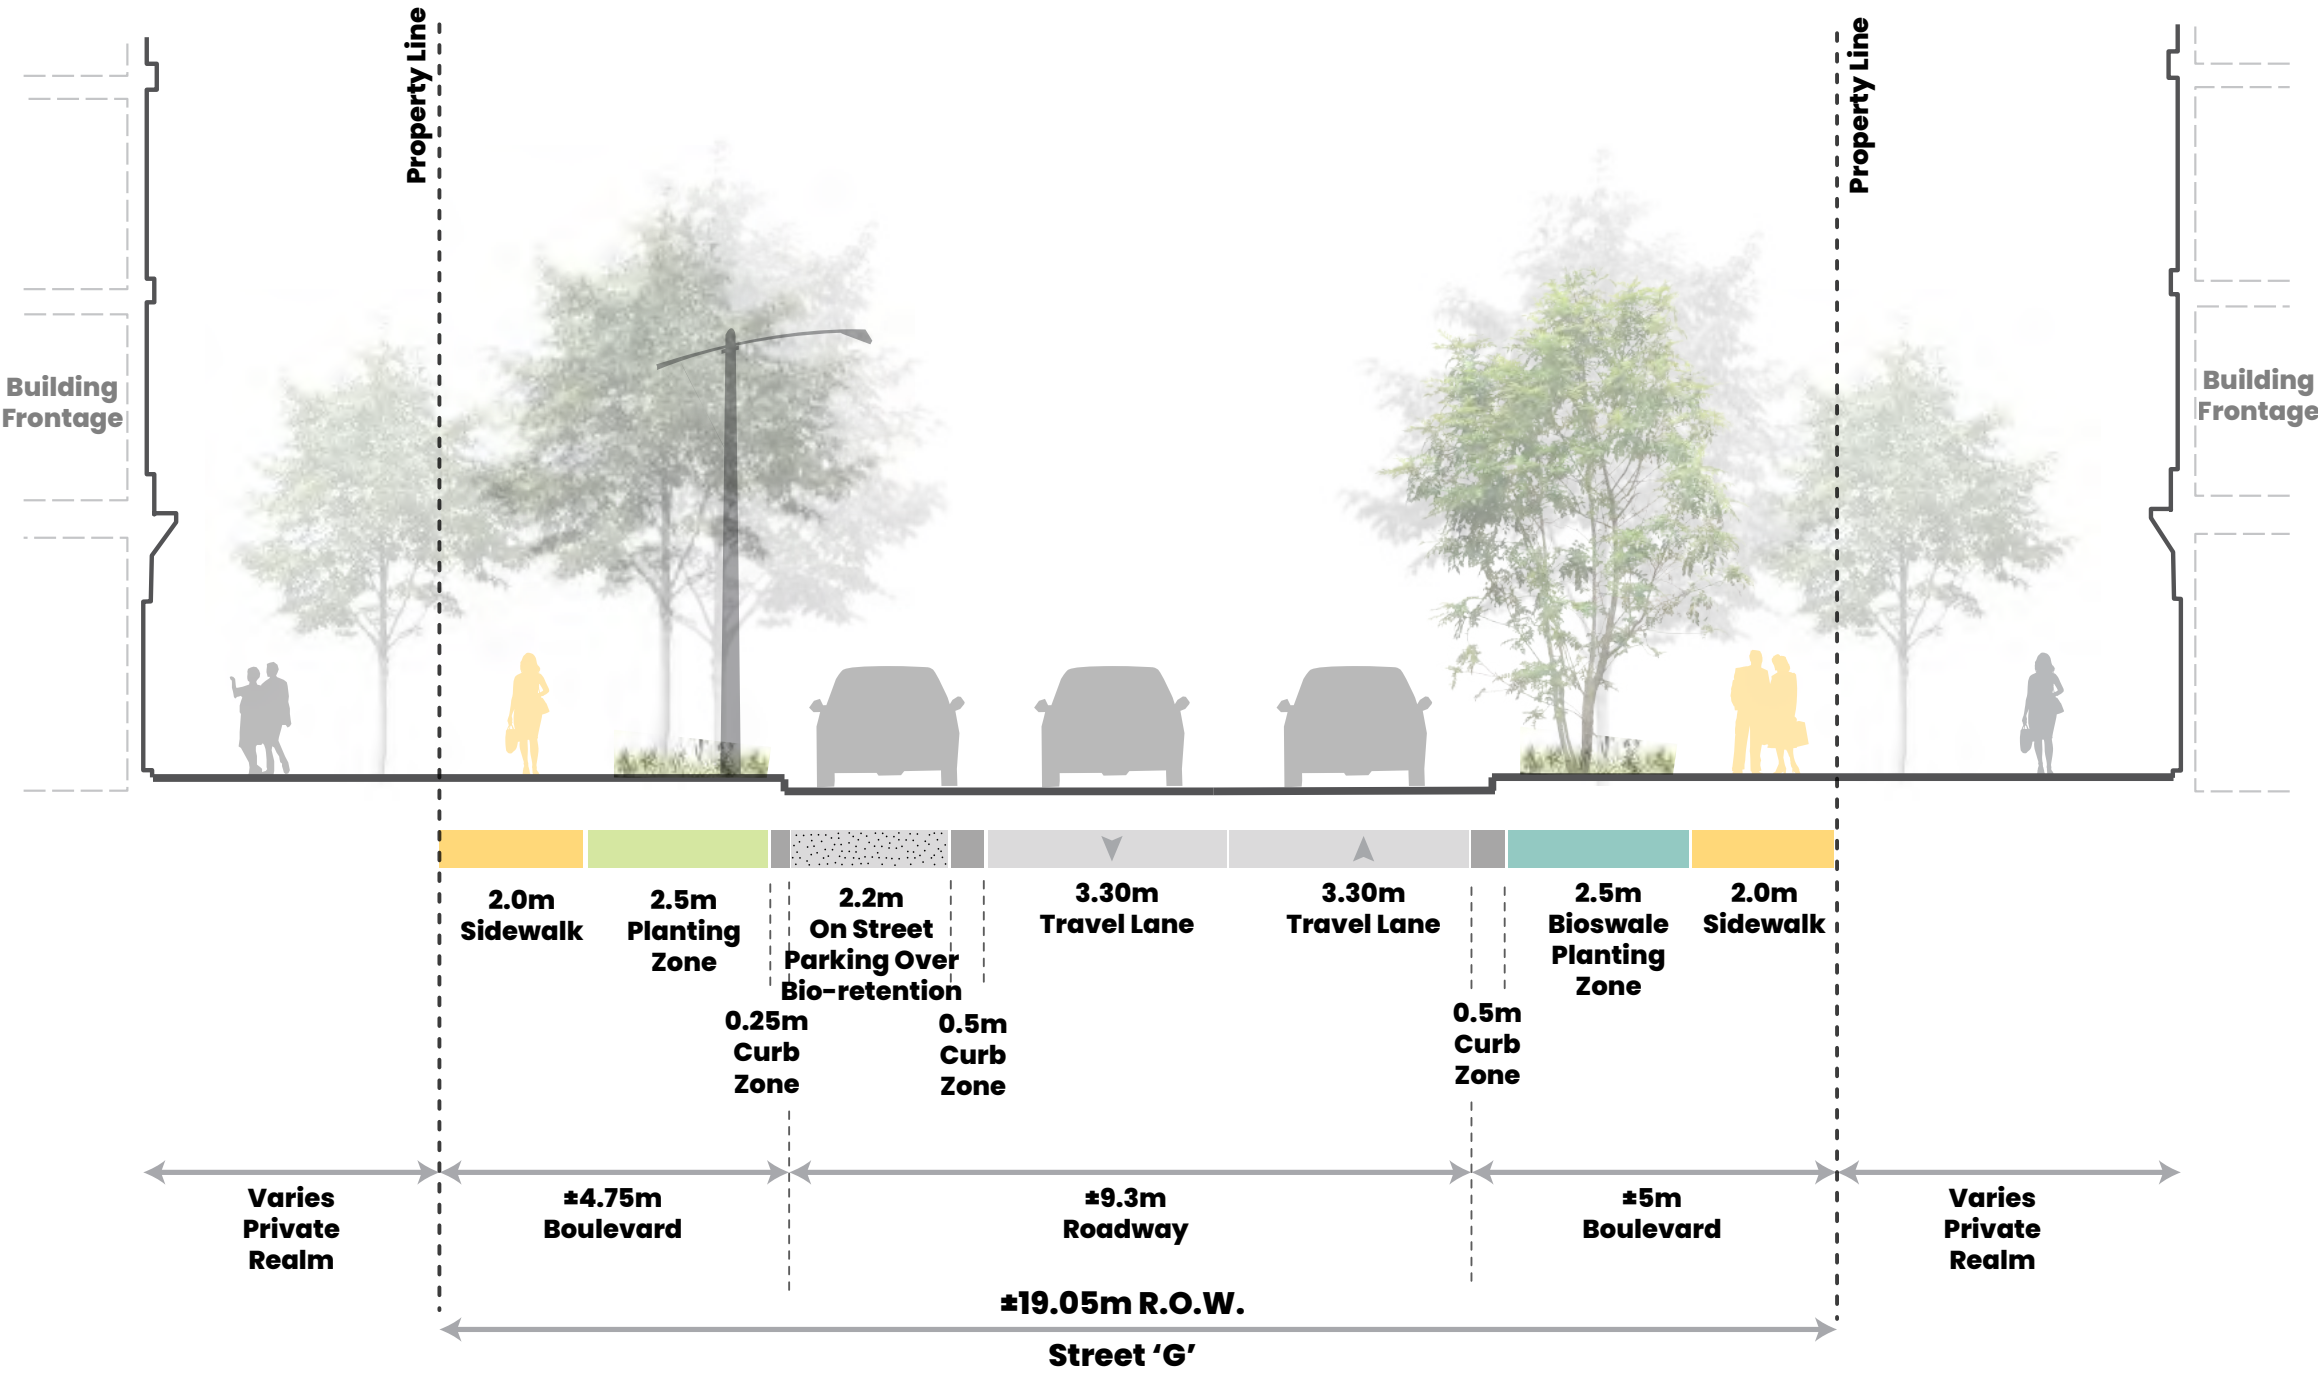 Property Line
Property Line
Building
Frontage
Building
Frontage
2.0m
Sidewalk
2.5m
Planting
Zone
0.25m
Curb
Zone
2.2m
On Street
Parking Over
Bio-retention
0.5m
Curb
Zone
3.30m
Travel Lane
3.30m
Travel Lane
0.5m
Curb
Zone
2.5m
Bioswale
Planting
Zone
2.0m
Sidewalk
Varies
Private
Realm
±4.75m
Boulevard
±9.3m
Roadway
±5m
Boulevard
Varies
Private
Realm
±19.05m R.O.W.
Street ‘G’